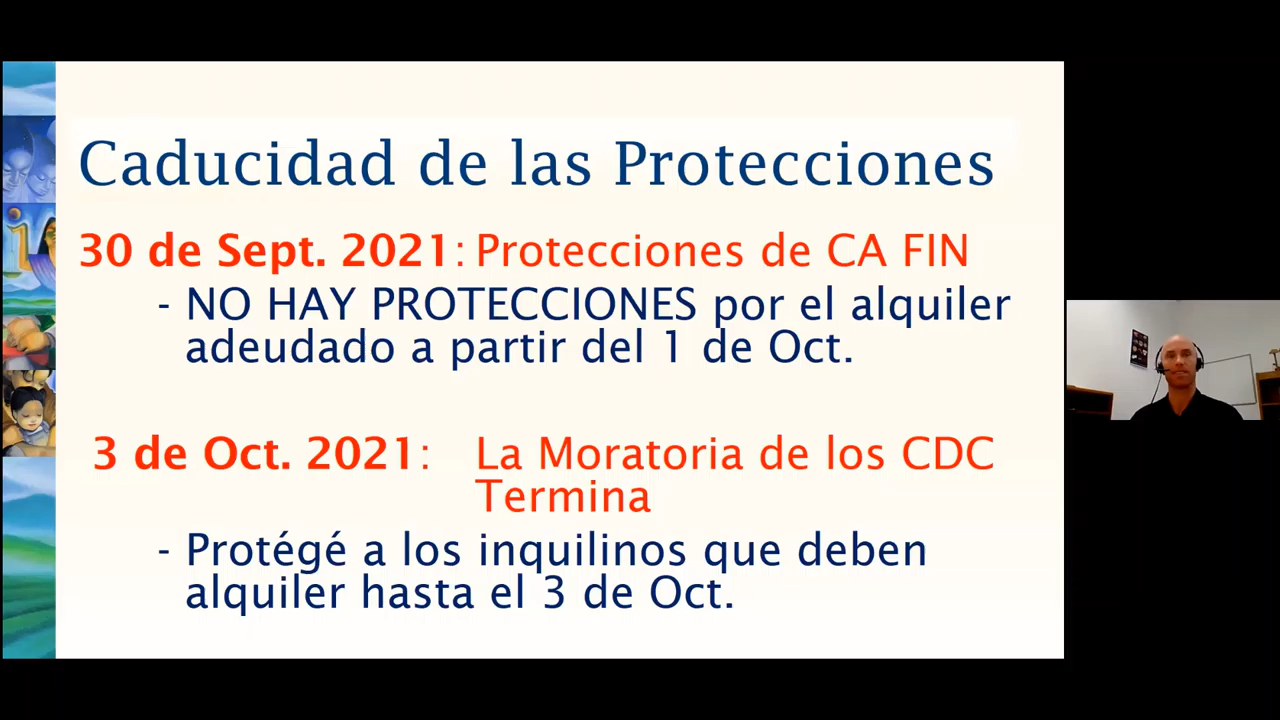 Caducidad de las Protecciones
30 de Sept. 2021: Protecciones de CA FIN
- NO HAY PROTECCIONES por el alquiler
adeudado a partir del 1 de Oct.
3 de Oct. 2021: La Moratoria de los CDC
Termina
- Protégé a los inquilinos que deben
alquiler hasta el 3 de Oct.